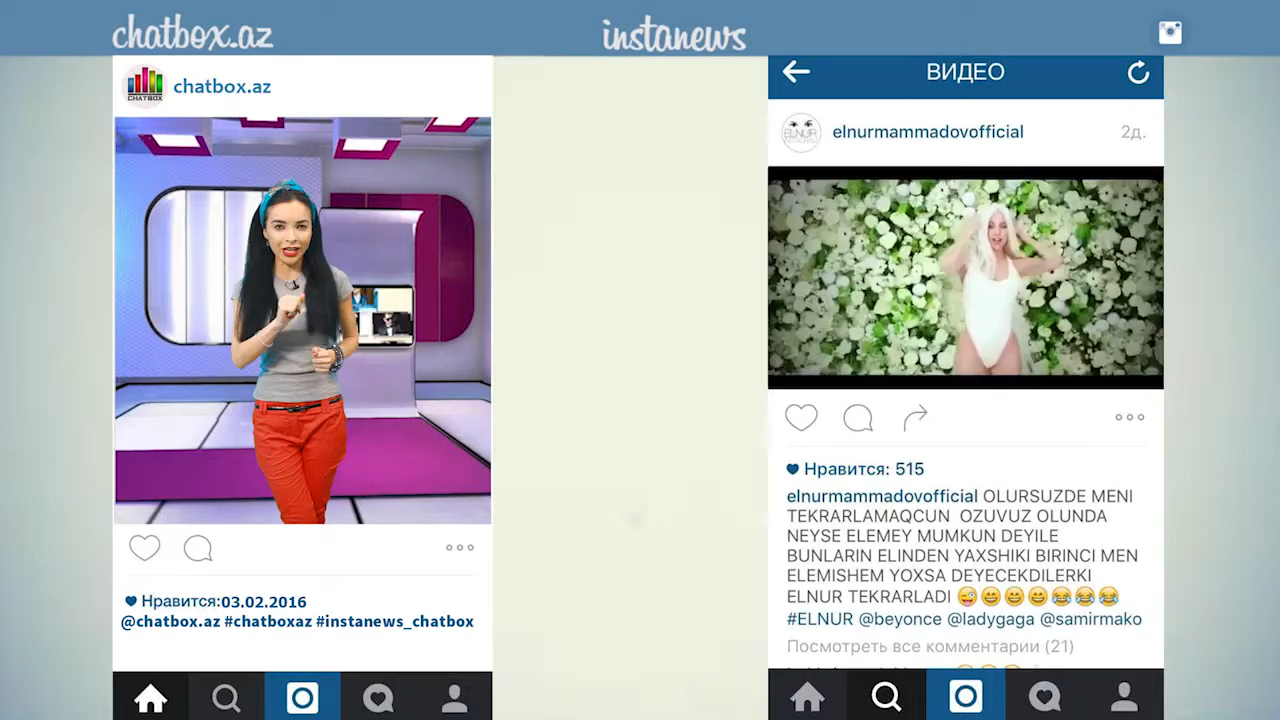 chatbox.az
instanews
CHATBOX
chatbox.az
Нравится:03.02.2016
@chatbox.az #chatboxaz #instanews_chatbox
ВИДЕО
ELNUR
elnurmammadovofficial
2д.
Нравится: 515
elnurmammadovofficial OLURSUZDE MENI
TEKRARLAMAQCUN OZUVUZ OLUNDA
NEYSE ELEMEY MUMKUN DEYILE
BUNLARIN ELINDEN YAXSHIKI BIRINCI MEN
ELEMISHEM YOXSA DEYECEKDILERKI
ELNUR TEKRARLADI 😜😄😄😄😂😂😂
#ELNUR @beyonce @ladygaga @samirmako
Посмотреть все комментарии (21)